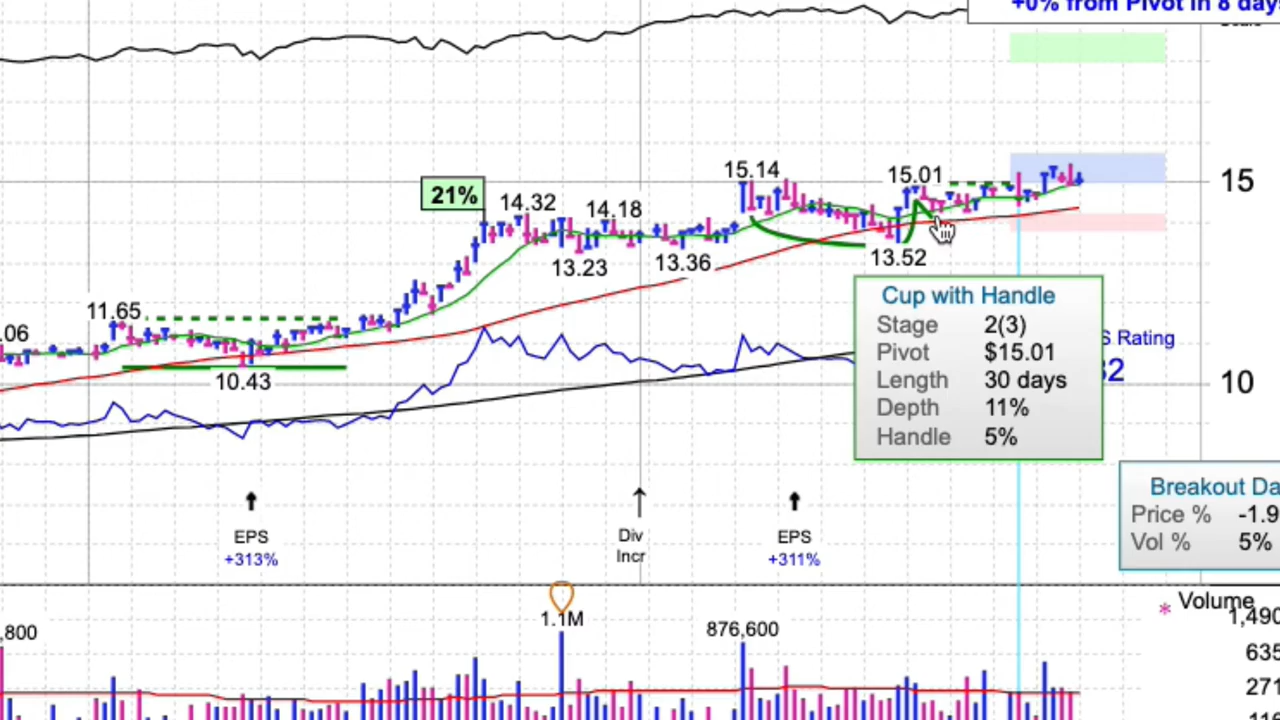 +0% from Pivot in 8 days
15.14
15.01
15
21%
14.32
14.18
13.23
13.36
13.52
11.65
.06
10.43
Cup with Handle
Stage 2(3)
Pivot $15.01
Length 30 days
Depth 11%
Handle 5%
S Rating
32
10
EPS
+313%
Div
Incr
EPS
+311%
Breakout Da
Price % -1.9
Vol % 5%
* Volume
1,490
1.1M
876,600
,800
635
271